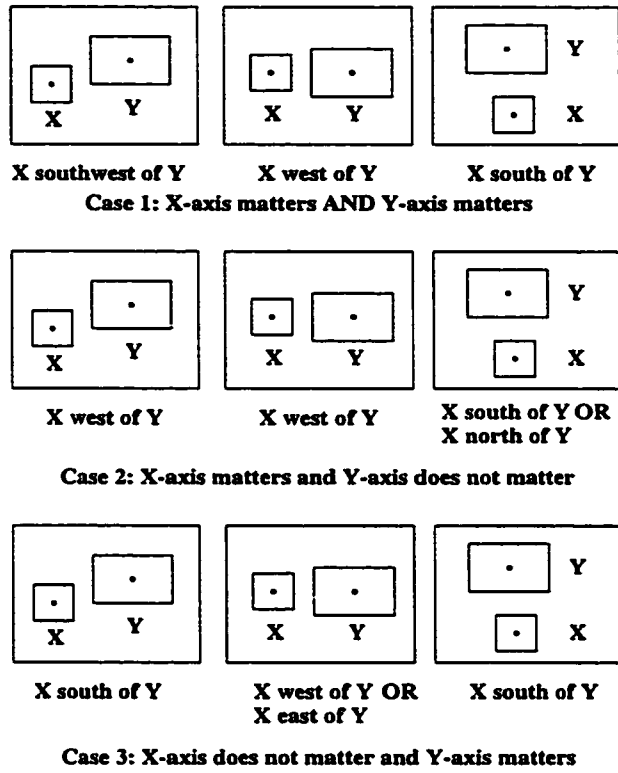 X Y
X Y
Y
X
X southwest of Y X west of Y X south of Y
Case 1: X-axis matters AND Y-axis matters
X Y
X Y
Y
X
X west of Y X west of Y X south of Y OR
X north of Y
Case 2: X-axis matters and Y-axis does not matter
X Y
X Y
Y
X
X south of Y X west of Y OR X south of Y
X east of Y
Case 3: X-axis does not matter and Y-axis matters